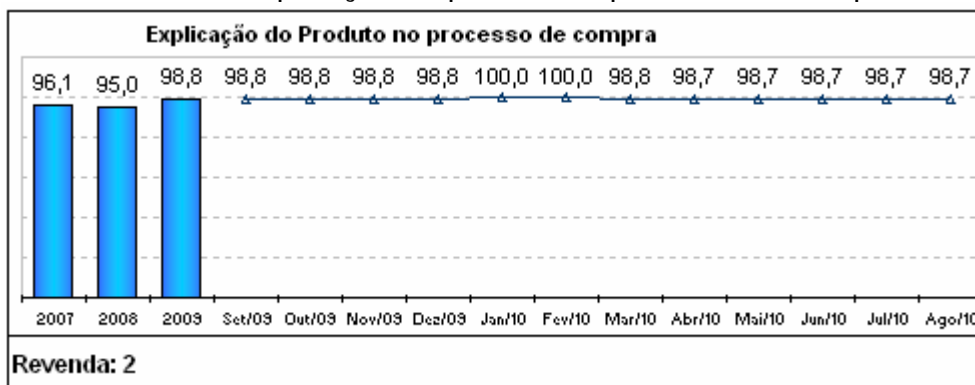 Explicação do Produto no processo de compra
96,1 95,0 98,8 98,8 98,8 98,8 98,8 100,0 100,0 98,8 98,7 98,7 98,7 98,7 98,7
2007 2008 2009 Set/09 Out/09 Nov/09 Dez/09 Jan/10 Fev/10 Mar/10 Abr/10 Mai/10 Jun/10 Jul/10 Ago/10
Revenda: 2